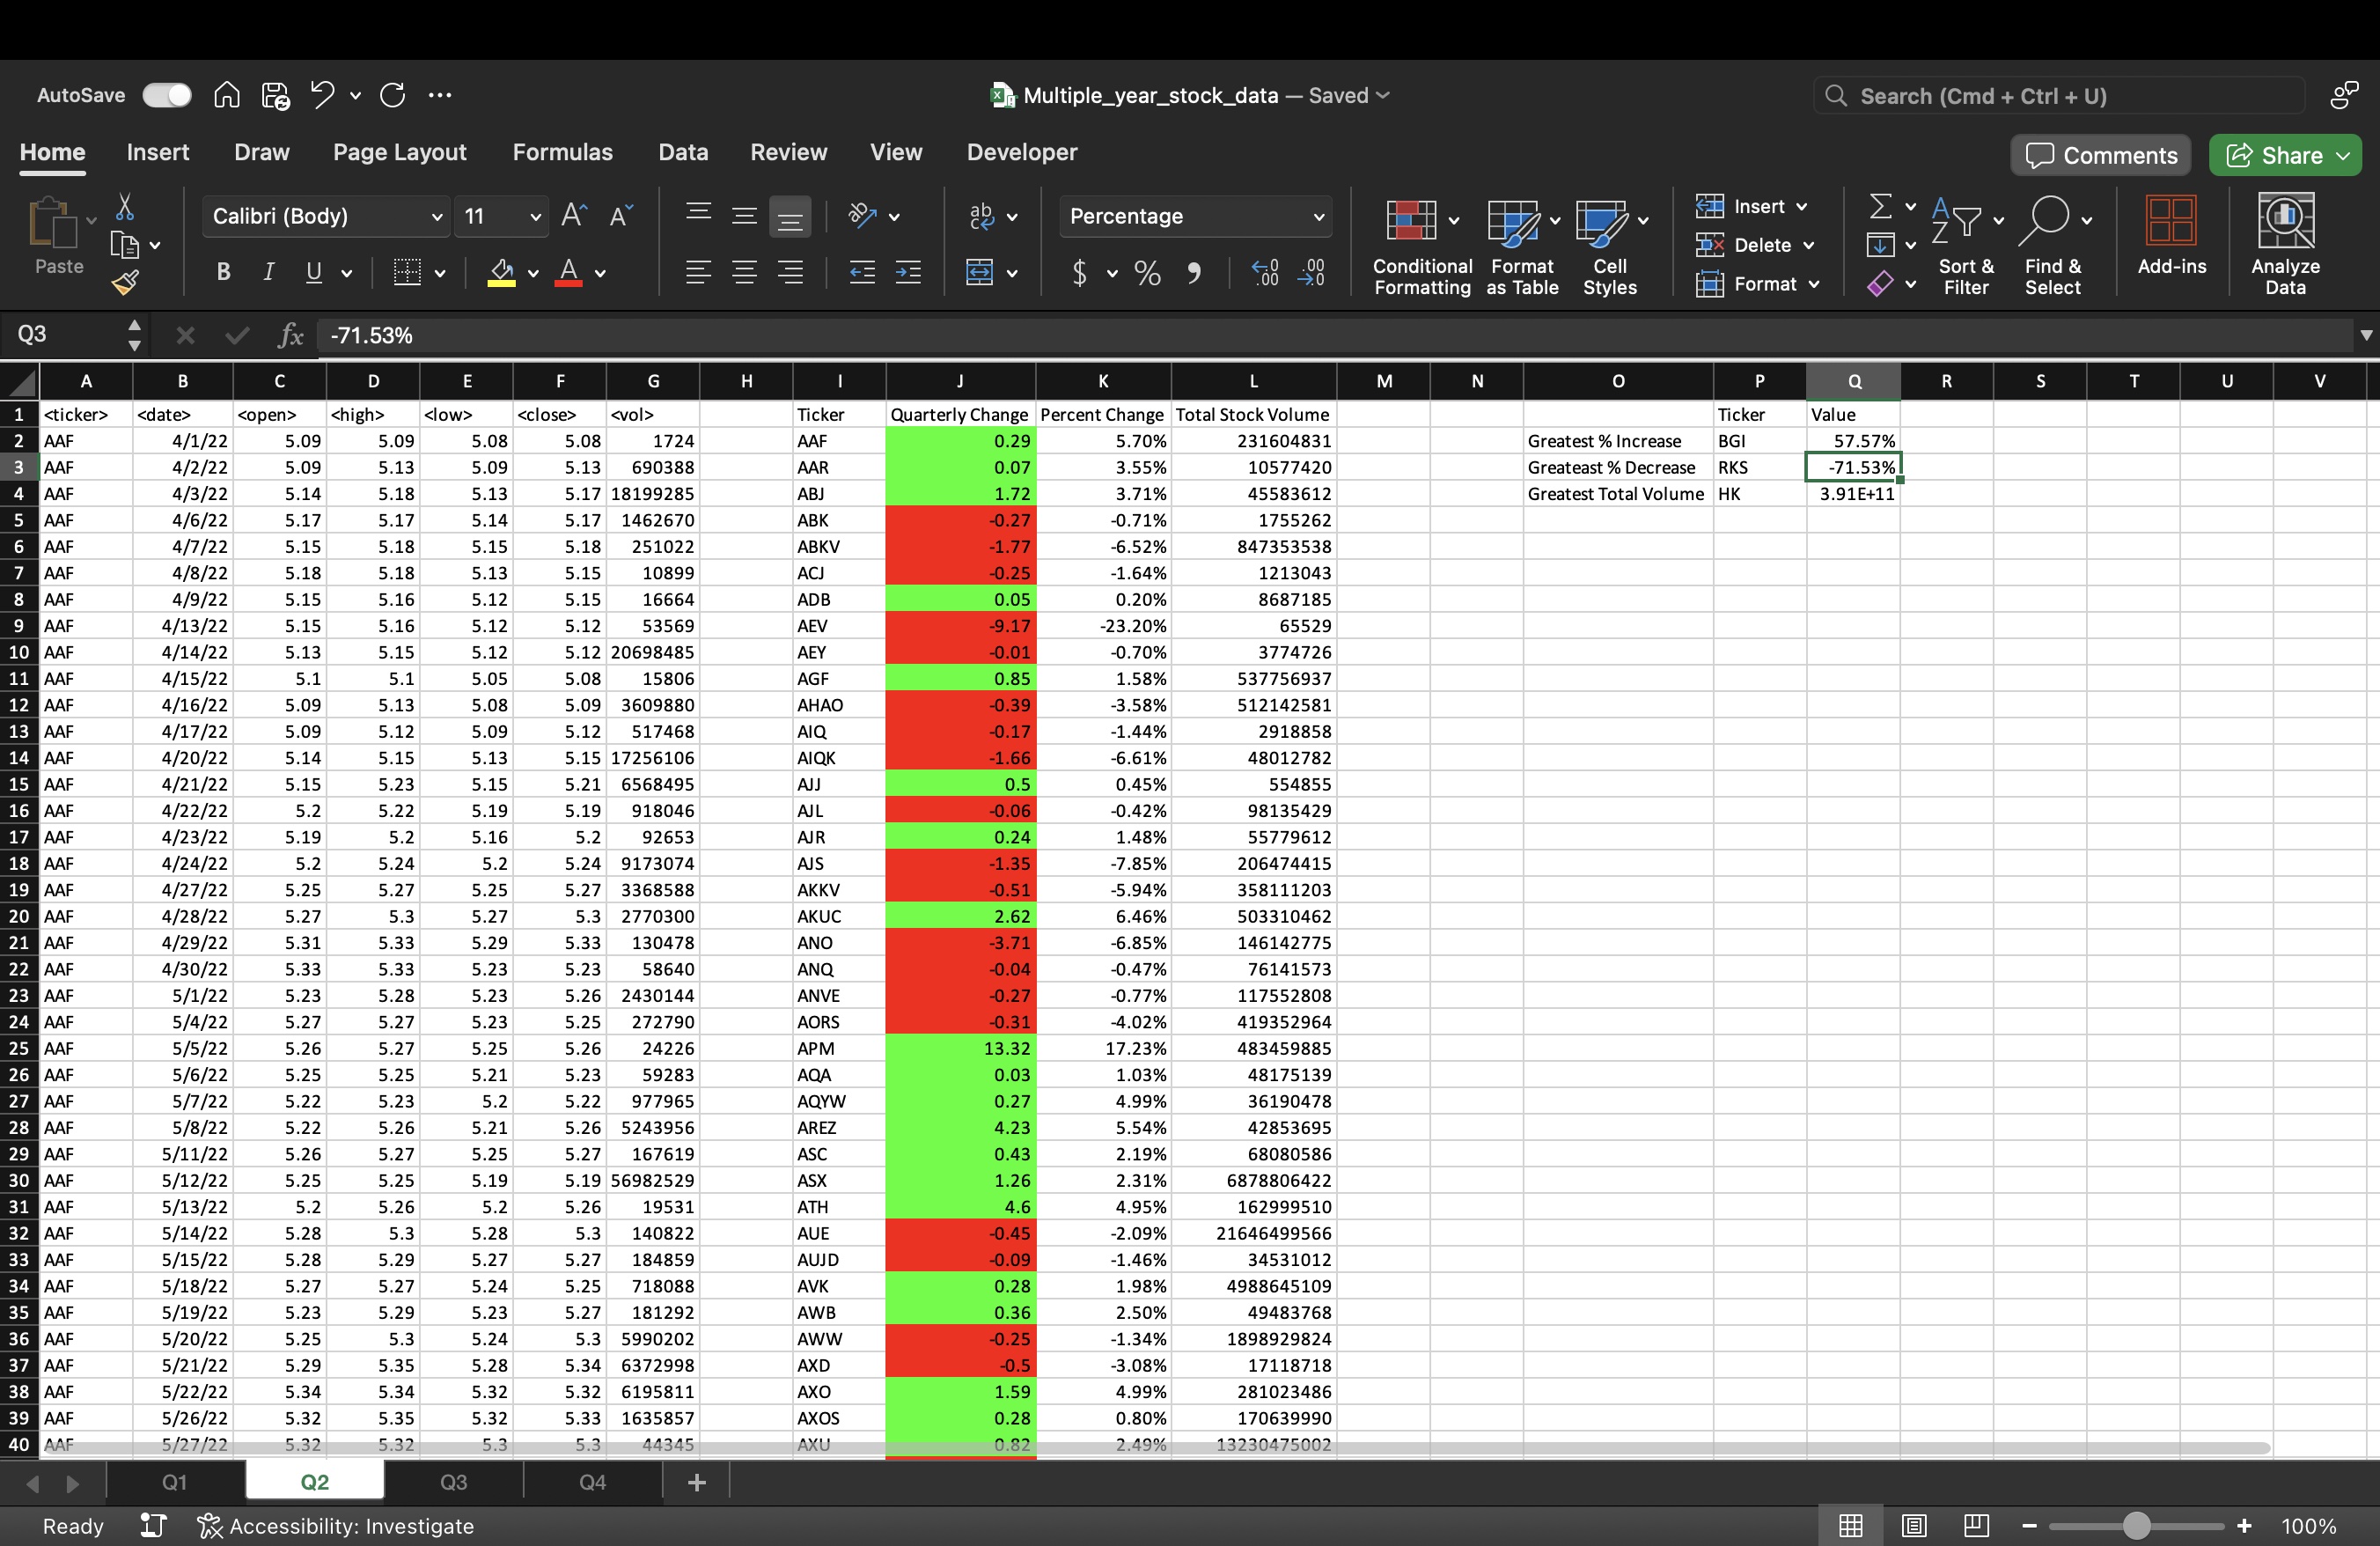 AutoSave Multiple_year_stock_data — Saved Search (Cmd + Ctrl + U)
Home Insert Draw Page Layout Formulas Data Review View Developer Comments Share
Paste Calibri (Body) 11 Percentage Conditional Formatting Format as Table Cell Styles Insert Delete Format Sort & Filter Find & Select Add-ins Analyze Data
Q3 fx -71.53%
A B C D E F G H I J K L M N O P Q R S T U V
1 <ticker> <date> <open> <high> <low> <close> <vol> Ticker Quarterly Change Percent Change Total Stock Volume Ticker Value
2 AAF 4/1/22 5.09 5.09 5.08 5.08 1724 AAF 0.29 5.70% 231604831 Greatest % Increase BGI 57.57%
3 AAF 4/2/22 5.09 5.13 5.09 5.13 690388 AAR 0.07 3.55% 10577420 Greateast % Decrease RKS -71.53%
4 AAF 4/3/22 5.14 5.18 5.13 5.17 18199285 ABJ 1.72 3.71% 45583612 Greatest Total Volume HK 3.91E+11
5 AAF 4/6/22 5.17 5.17 5.14 5.17 1462670 ABK -0.27 -0.71% 1755262
6 AAF 4/7/22 5.15 5.18 5.15 5.18 251022 ABKV -1.77 -6.52% 847353538
7 AAF 4/8/22 5.18 5.18 5.13 5.15 10899 ACJ -0.25 -1.64% 1213043
8 AAF 4/9/22 5.15 5.16 5.12 5.15 16664 ADB 0.05 0.20% 8687185
9 AAF 4/13/22 5.15 5.16 5.12 5.12 53569 AEV -9.17 -23.20% 65529
10 AAF 4/14/22 5.13 5.15 5.12 5.12 20698485 AEY -0.01 -0.70% 3774726
11 AAF 4/15/22 5.1 5.1 5.05 5.08 15806 AGF 0.85 1.58% 537756937
12 AAF 4/16/22 5.09 5.13 5.08 5.09 3609880 AHAO -0.39 -3.58% 512142581
13 AAF 4/17/22 5.09 5.12 5.09 5.12 517468 AIQ -0.17 -1.44% 2918858
14 AAF 4/20/22 5.14 5.15 5.13 5.15 17256106 AIQK -1.66 -6.61% 48012782
15 AAF 4/21/22 5.15 5.23 5.15 5.21 6568495 AJJ 0.5 0.45% 554855
16 AAF 4/22/22 5.2 5.22 5.19 5.19 918046 AJL -0.06 -0.42% 98135429
17 AAF 4/23/22 5.19 5.2 5.16 5.2 92653 AJR 0.24 1.48% 55779612
18 AAF 4/24/22 5.2 5.24 5.2 5.24 9173074 AJS -1.35 -7.85% 206474415
19 AAF 4/27/22 5.25 5.27 5.25 5.27 3368588 AKKV -0.51 -5.94% 358111203
20 AAF 4/28/22 5.27 5.3 5.27 5.3 2770300 AKUC 2.62 6.46% 503310462
21 AAF 4/29/22 5.31 5.33 5.29 5.33 130478 ANO -3.71 -6.85% 146142775
22 AAF 4/30/22 5.33 5.33 5.23 5.23 58640 ANQ -0.04 -0.47% 76141573
23 AAF 5/1/22 5.23 5.28 5.23 5.26 2430144 ANVE -0.27 -0.77% 117552808
24 AAF 5/4/22 5.27 5.27 5.23 5.25 272790 AORS -0.31 -4.02% 419352964
25 AAF 5/5/22 5.26 5.27 5.25 5.26 24226 APM 13.32 17.23% 483459885
26 AAF 5/6/22 5.25 5.25 5.21 5.23 59283 AQA 0.03 1.03% 48175139
27 AAF 5/7/22 5.22 5.23 5.2 5.22 977965 AQYW 0.27 4.99% 36190478
28 AAF 5/8/22 5.22 5.26 5.21 5.26 5243956 AREZ 4.23 5.54% 42853695
29 AAF 5/11/22 5.26 5.27 5.25 5.27 167619 ASC 0.43 2.19% 68080586
30 AAF 5/12/22 5.25 5.25 5.19 5.19 56982529 ASX 1.26 2.31% 6878806422
31 AAF 5/13/22 5.2 5.26 5.2 5.26 19531 ATH 4.6 4.95% 162999510
32 AAF 5/14/22 5.28 5.3 5.28 5.3 140822 AUE -0.45 -2.09% 21646499566
33 AAF 5/15/22 5.28 5.29 5.27 5.27 184859 AUJD -0.09 -1.46% 34531012
34 AAF 5/18/22 5.27 5.27 5.24 5.25 718088 AVK 0.28 1.98% 4988645109
35 AAF 5/19/22 5.23 5.29 5.23 5.27 181292 AWB 0.36 2.50% 49483768
36 AAF 5/20/22 5.25 5.3 5.24 5.3 5990202 AWW -0.25 -1.34% 1898929824
37 AAF 5/21/22 5.29 5.35 5.28 5.34 6372998 AXD -0.5 -3.08% 17118718
38 AAF 5/22/22 5.34 5.34 5.32 5.32 6195811 AXO 1.59 4.99% 281023486
39 AAF 5/26/22 5.32 5.35 5.32 5.33 1635857 AXOS 0.28 0.80% 170639990
40 AAF 5/27/22 5.32 5.32 5.3 5.3 44345 AXU 0.82 2.49% 13230475002
Q1 Q2 Q3 Q4 +
Ready Accessibility: Investigate 100%